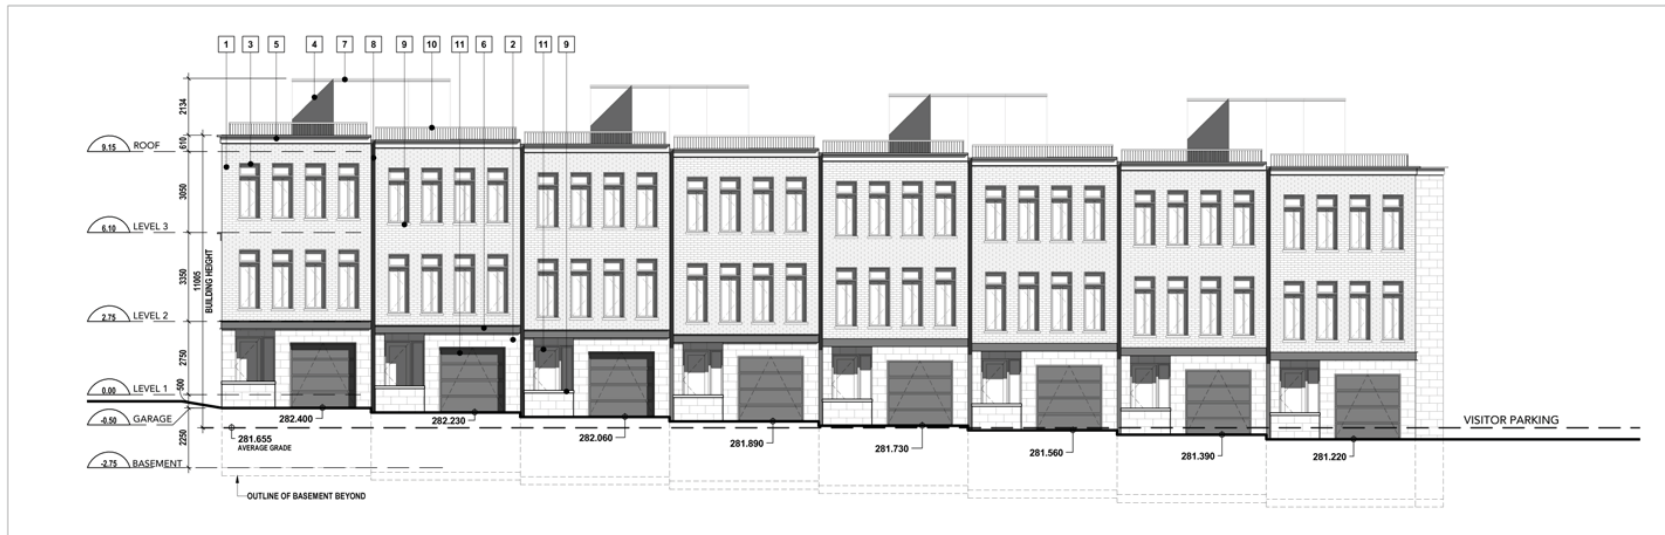 1 3 5 4 7 8 9 10 11 6 2 11 9
2134
610
9.15 ROOF
3050
6.10 LEVEL 3
3350
11005
BUILDING HEIGHT
2.75 LEVEL 2
2750
0.00 LEVEL 1
500
-0.50 GARAGE
2250
-2.75 BASEMENT
282.400
282.230
282.060
281.890
281.730
281.560
281.390
281.220
VISITOR PARKING
281.655
AVERAGE GRADE
OUTLINE OF BASEMENT BEYOND